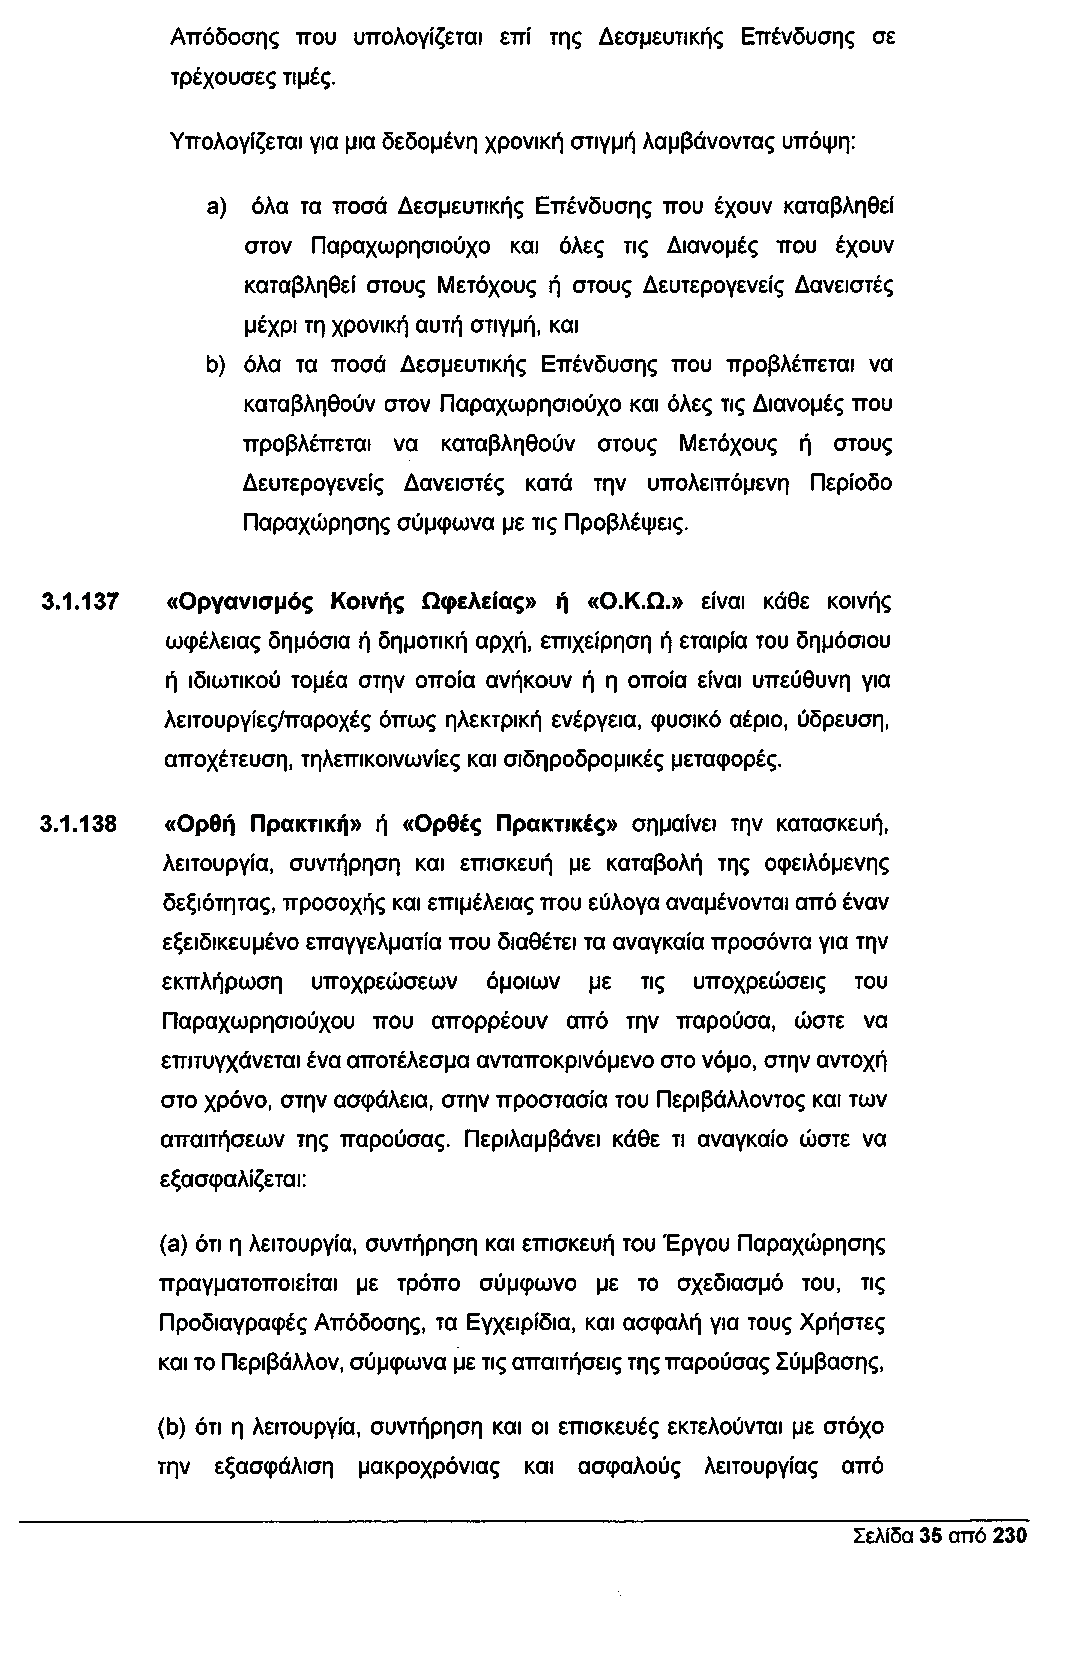 Απόδοσης που υπολογίζεται επί της Δεσμευτικής Επένδυσης σε
τρέχουσες τιμές.
Υπολογίζεται για μια δεδομένη χρονική στιγμή λαμβάνοντας υπόψη:
a) όλα τα ποσά Δεσμευτικής Επένδυσης που έχουν καταβληθεί
στον Παραχωρησιούχο και όλες τις Διανομές που έχουν
καταβληθεί στους Μετόχους ή στους Δευτερογενείς Δανειστές
μέχρι τη χρονική αυτή στιγμή, και
b) όλα τα ποσά Δεσμευτικής Επένδυσης που προβλέπεται να
καταβληθούν στον Παραχωρησιούχο και όλες τις Διανομές που
προβλέπεται να καταβληθούν στους Μετόχους ή στους
Δευτερογενείς Δανειστές κατά την υπολειπόμενη Περίοδο
Παραχώρησης σύμφωνα με τις Προβλέψεις.
3.1.137 «Οργανισμός Κοινής Ωφελείας» ή «Ο.Κ.Ω.» είναι κάθε κοινής
ωφέλειας δημόσια ή δημοτική αρχή, επιχείρηση ή εταιρία του δημόσιου
ή ιδιωτικού τομέα στην οποία ανήκουν ή η οποία είναι υπεύθυνη για
λειτουργίες/παροχές όπως ηλεκτρική ενέργεια, φυσικό αέριο, ύδρευση,
αποχέτευση, τηλεπικοινωνίες και σιδηροδρομικές μεταφορές.
3.1.138 «Ορθή Πρακτική» ή «Ορθές Πρακτικές» σημαίνει την κατασκευή,
λειτουργία, συντήρηση και επισκευή με καταβολή της οφειλόμενης
δεξιότητας, προσοχής και επιμέλειας που εύλογα αναμένονται από έναν
εξειδικευμένο επαγγελματία που διαθέτει τα αναγκαία προσόντα για την
εκπλήρωση υποχρεώσεων όμοιων με τις υποχρεώσεις του
Παραχωρησιούχου που απορρέουν από την παρούσα, ώστε να
επιτυγχάνεται ένα αποτέλεσμα ανταποκρινόμενο στο νόμο, στην αντοχή
στο χρόνο, στην ασφάλεια, στην προστασία του Περιβάλλοντος και των
απαιτήσεων της παρούσας. Περιλαμβάνει κάθε τι αναγκαίο ώστε να
εξασφαλίζεται:
(a) ότι η λειτουργία, συντήρηση και επισκευή του Έργου Παραχώρησης
πραγματοποιείται με τρόπο σύμφωνο με το σχεδιασμό του, τις
Προδιαγραφές Απόδοσης, τα Εγχειρίδια, και ασφαλή για τους Χρήστες
και το Περιβάλλον, σύμφωνα με τις απαιτήσεις της παρούσας Σύμβασης,
(b) ότι η λειτουργία, συντήρηση και οι επισκευές εκτελούνται με στόχο
την εξασφάλιση μακροχρόνιας και ασφαλούς λειτουργίας από
Σελίδα 35 από 230